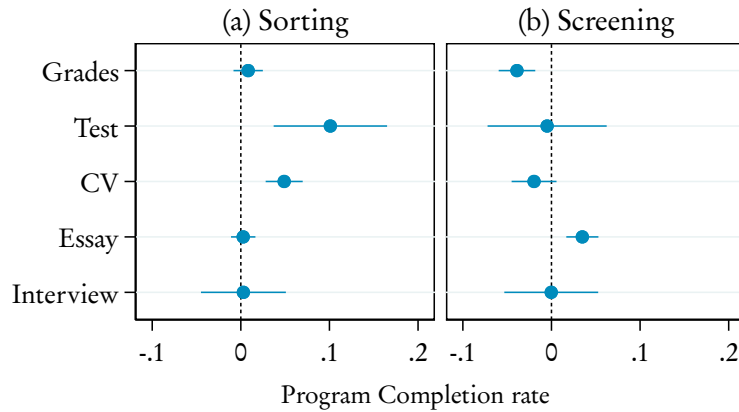 (a) Sorting
(b) Screening
Grades
Test
CV
Essay
Interview
-.1 0 .1 .2
-.1 0 .1 .2
Program Completion rate